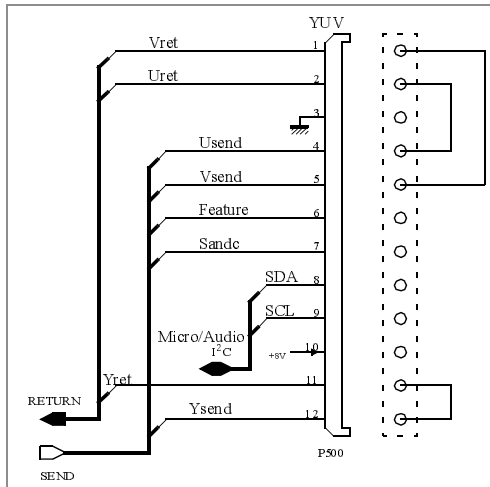 YUV
Vret 1
Uret 2
3
Usend 4
Vsend 5
Feature 6
Sandc 7
SDA 8
SCL 9
Micro/Audio
I²C
+8V 10
Yret 11
RETURN
Ysend 12
P500
SEND